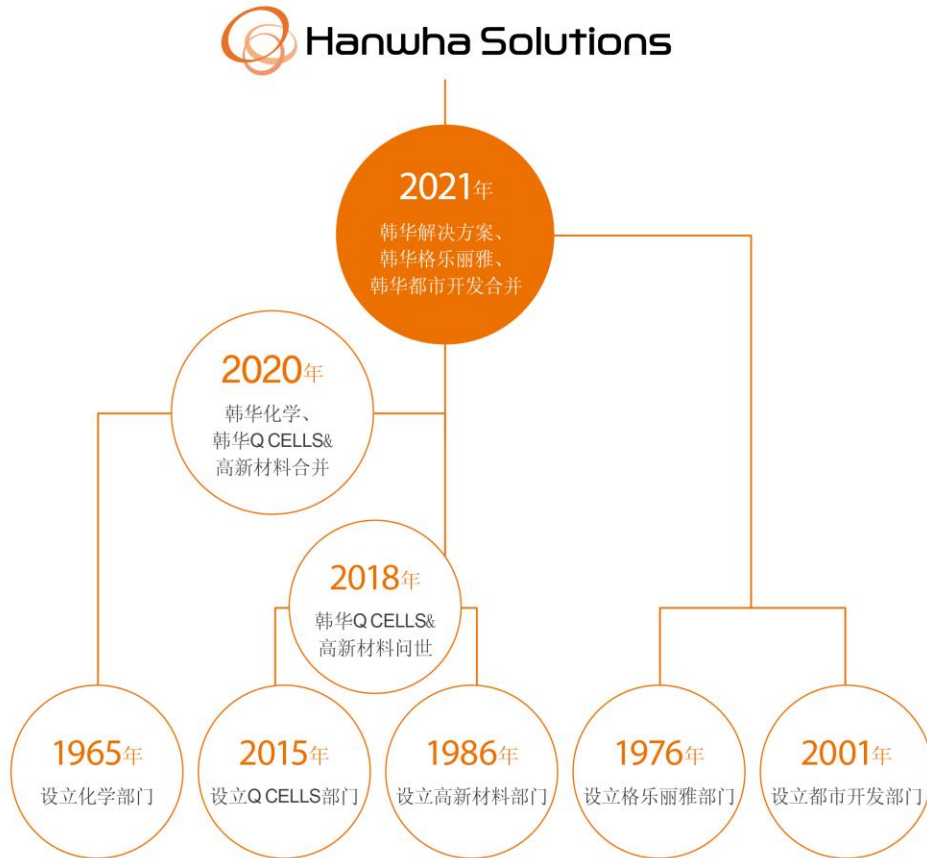 Hanwha Solutions
2021年
韩华解决方案、
韩华格乐丽雅、
韩华都市开发合并
2020年
韩华化学、
韩华Q CELLS&
高新材料合并
2018年
韩华Q CELLS&
高新材料问世
1965年
设立化学部门
2015年
设立Q CELLS部门
1986年
设立高新材料部门
1976年
设立格乐丽雅部门
2001年
设立都市开发部门